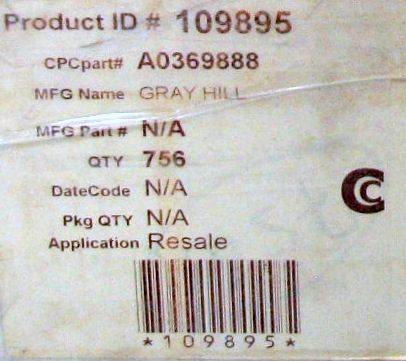 Product ID # 109895
CPCpart# A0369888
MFG Name GRAY HILL
MFG Part # N/A
QTY 756
DateCode N/A
Pkg QTY N/A
Application Resale
C C
*109895*